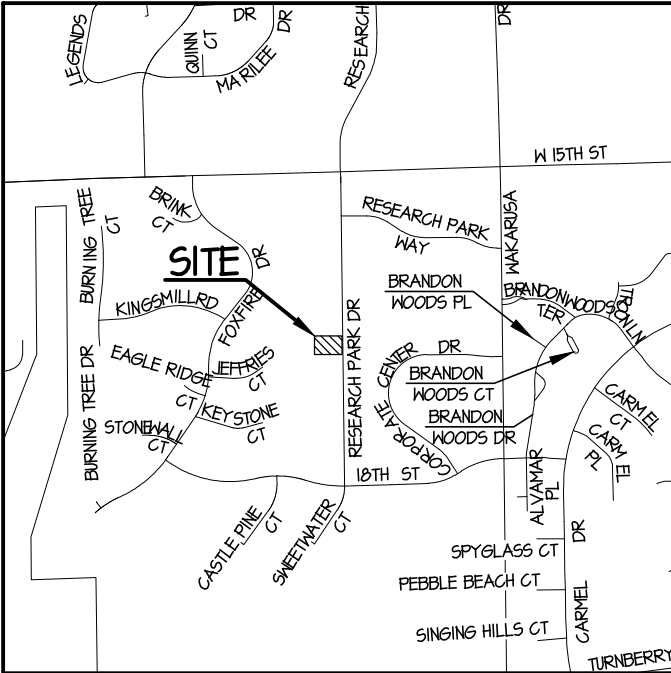 LEGENDS
QUINN
CT
DR
DR
MARILEE
RESEARCH
DR
W 15TH ST
BURNING TREE
CT
BRINK
CT
RESEARCH PARK
WAY
WAKARUSA
DR
SITE
BRANDON
WOODS PL
BRANDON WOODS
TER
TROON LN
KINGSMILL RD
FOXFIRE
DR
EAGLE RIDGE
CT
JEFFRIES
CT
RESEARCH PARK DR
CORPORATE CENTER DR
BRANDON
WOODS CT
BRANDON
WOODS DR
CARMEL
CT
CARMEL
PL
BURNING TREE DR
STONEWALL
CT
KEYSTONE
CT
18TH ST
ALVAMAR
PL
CASTLE PINE
CT
SWEETWATER
CT
SPYGLASS CT
DR
PEBBLE BEACH CT
CARMEL
SINGING HILLS CT
TURNBERRY